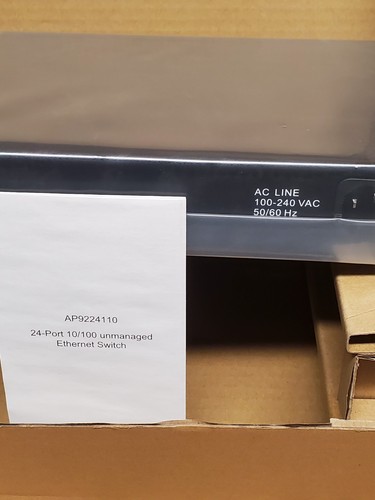 AC LINE
100-240 VAC
50/60 Hz
AP9224110
24-Port 10/100 unmanaged
Ethernet Switch